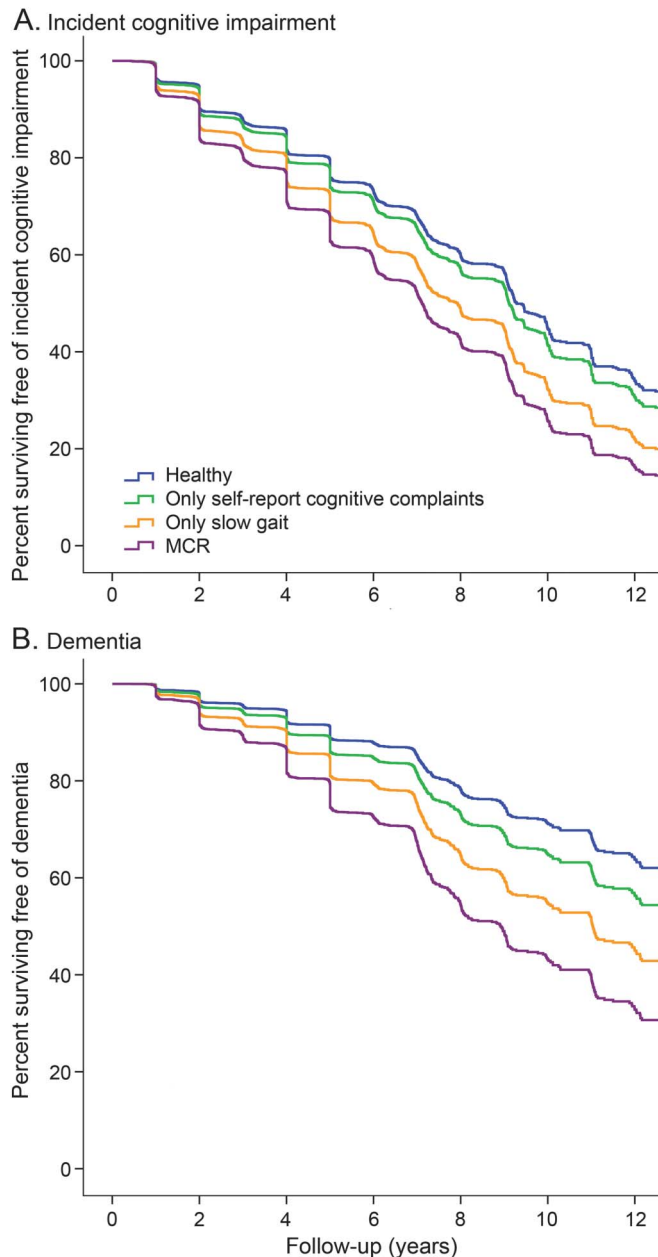 A. Incident cognitive impairment
Percent surviving free of incident cognitive impairment
100
80
60
40
20
0
Healthy
Only self-report cognitive complaints
Only slow gait
MCR
0 2 4 6 8 10 12
B. Dementia
Percent surviving free of dementia
100
80
60
40
20
0
0 2 4 6 8 10 12
Follow-up (years)